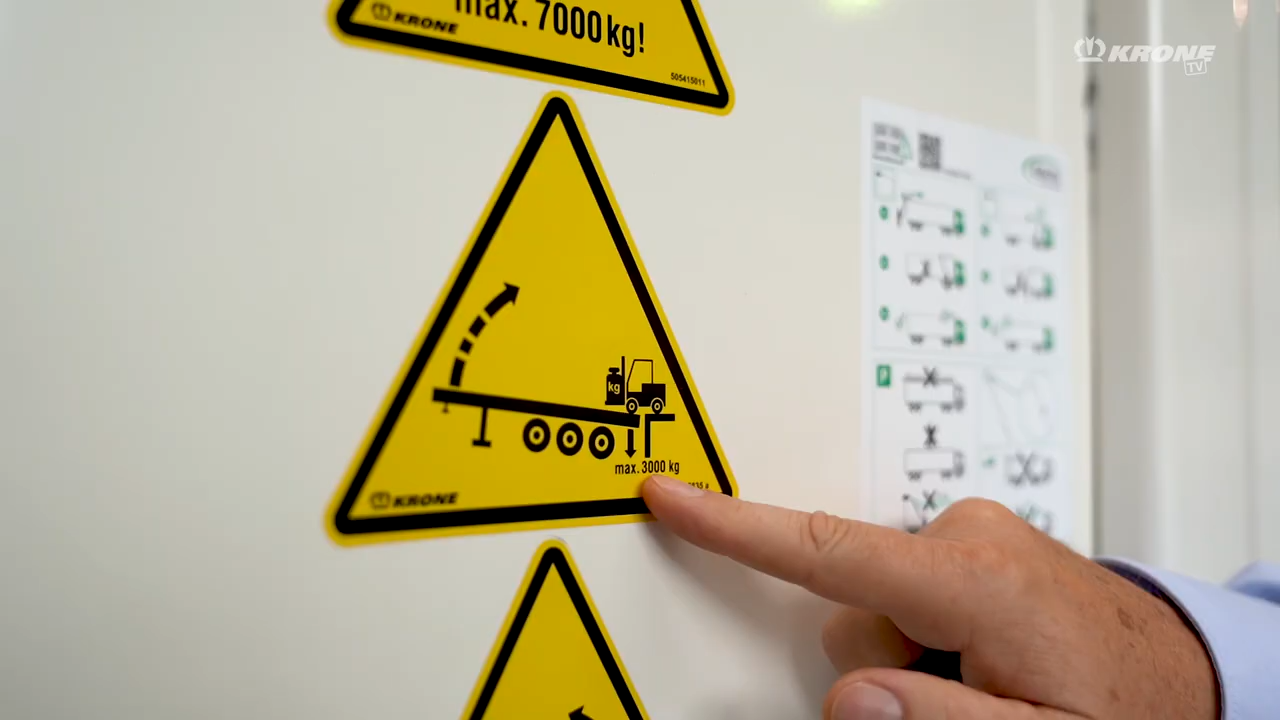 max. 7000 kg!
KRONE
505415011
KRONE
TV
kg
max. 3000 kg
KRONE
P